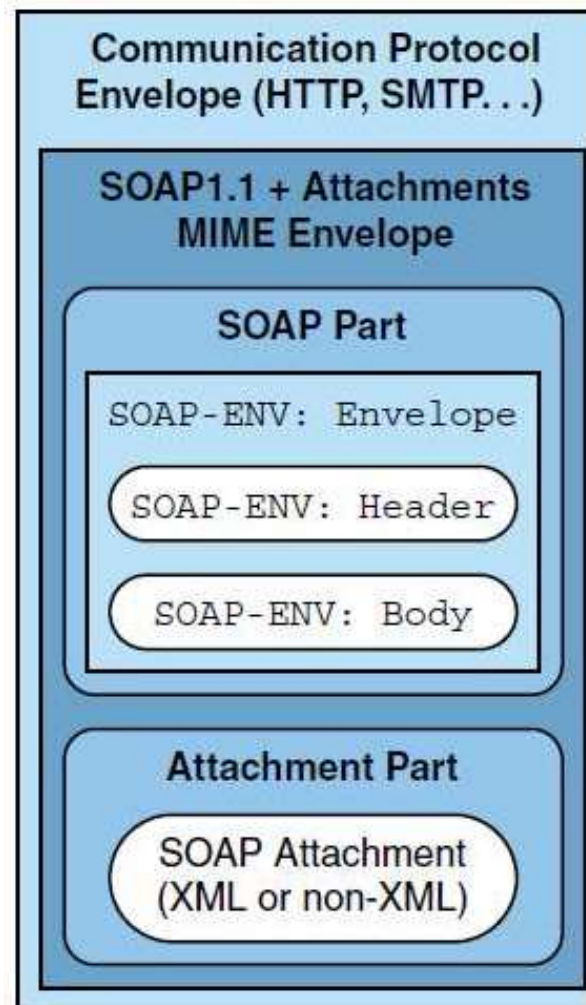 Communication Protocol
Envelope (HTTP, SMTP. . .)
SOAP1.1 + Attachments
MIME Envelope
SOAP Part
SOAP-ENV: Envelope
SOAP-ENV: Header
SOAP-ENV: Body
Attachment Part
SOAP Attachment
(XML or non-XML)